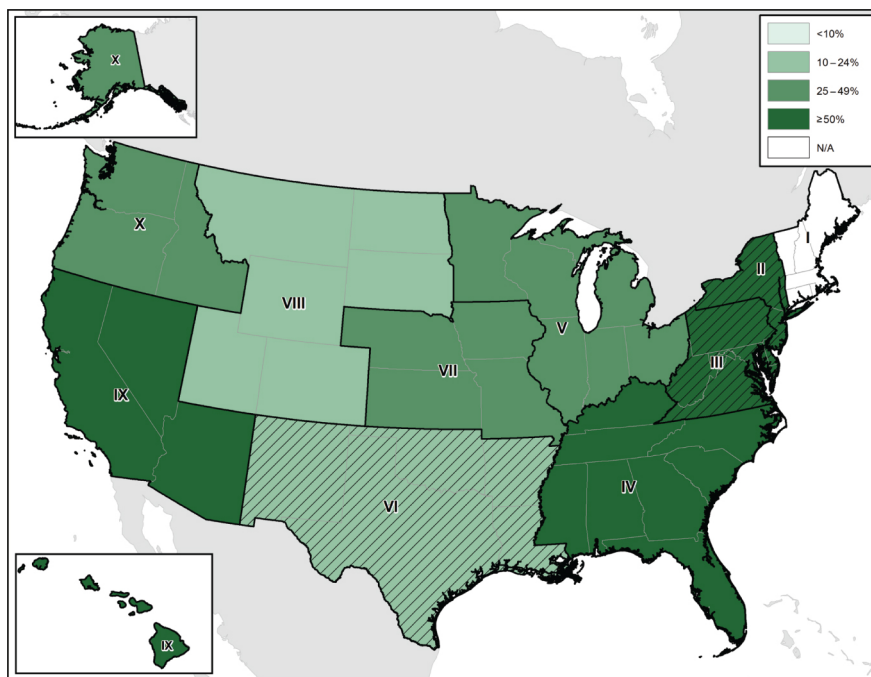 X
<10%
10–24%
25–49%
≥50%
N/A
X
I
II
VIII
V
III
VII
IX
IV
VI
IX